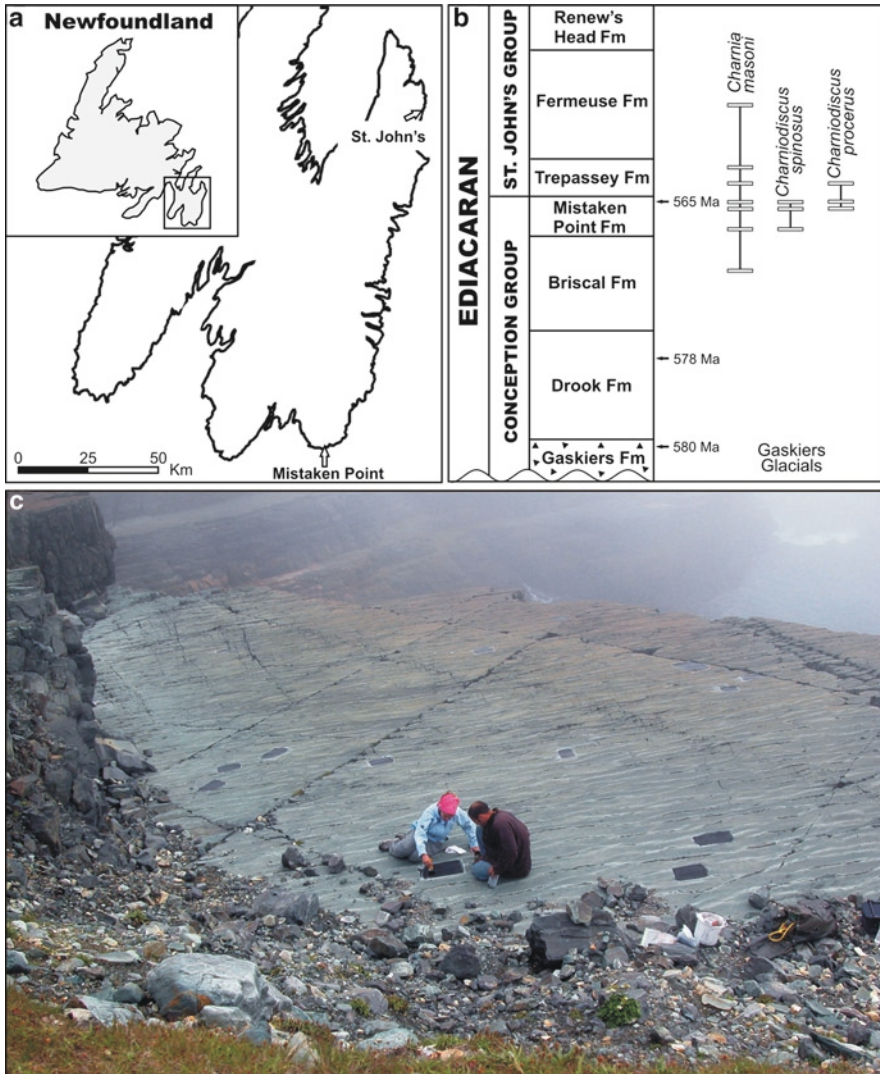 a
Newfoundland
St. John's
Mistaken Point
0 25 50
Km
b
EDIACARAN
ST. JOHN'S GROUP
CONCEPTION GROUP
Renew's
Head Fm
Fermeuse Fm
Trepassey Fm
Mistaken
Point Fm
Briscal Fm
Drook Fm
Gaskiers Fm
565 Ma
578 Ma
580 Ma
Charnia
masoni
Charniodiscus
spinosus
Charniodiscus
procerus
Gaskiers
Glacials
c